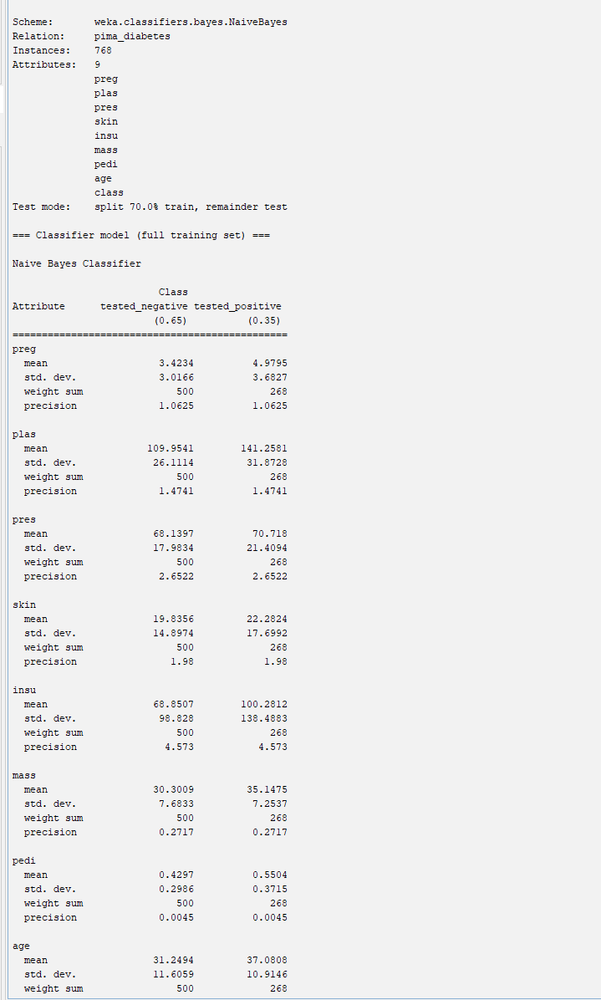 Scheme:       weka.classifiers.bayes.NaiveBayes
Relation:     pima_diabetes
Instances:    768
Attributes:   9
              preg
              plas
              pres
              skin
              insu
              mass
              pedi
              age
              class
Test mode:    split 70.0% train, remainder test

=== Classifier model (full training set) ===

Naive Bayes Classifier

                         Class
Attribute      tested_negative tested_positive
                        (0.65)          (0.35)
===============================================
preg
  mean                   3.4234          4.9795
  std. dev.              3.0166          3.6827
  weight sum                500             268
  precision              1.0625          1.0625

plas
  mean                 109.9541        141.2581
  std. dev.             26.1114         31.8728
  weight sum                500             268
  precision              1.4741          1.4741

pres
  mean                  68.1397          70.718
  std. dev.             17.9834         21.4094
  weight sum                500             268
  precision              2.6522          2.6522

skin
  mean                  19.8356         22.2824
  std. dev.             14.8974         17.6992
  weight sum                500             268
  precision                1.98            1.98

insu
  mean                  68.8507        100.2812
  std. dev.              98.828        138.4883
  weight sum                500             268
  precision               4.573           4.573

mass
  mean                  30.3009         35.1475
  std. dev.              7.6833          7.2537
  weight sum                500             268
  precision              0.2717          0.2717

pedi
  mean                   0.4297          0.5504
  std. dev.              0.2986          0.3715
  weight sum                500             268
  precision              0.0045          0.0045

age
  mean                  31.2494         37.0808
  std. dev.             11.6059         10.9146
  weight sum                500             268